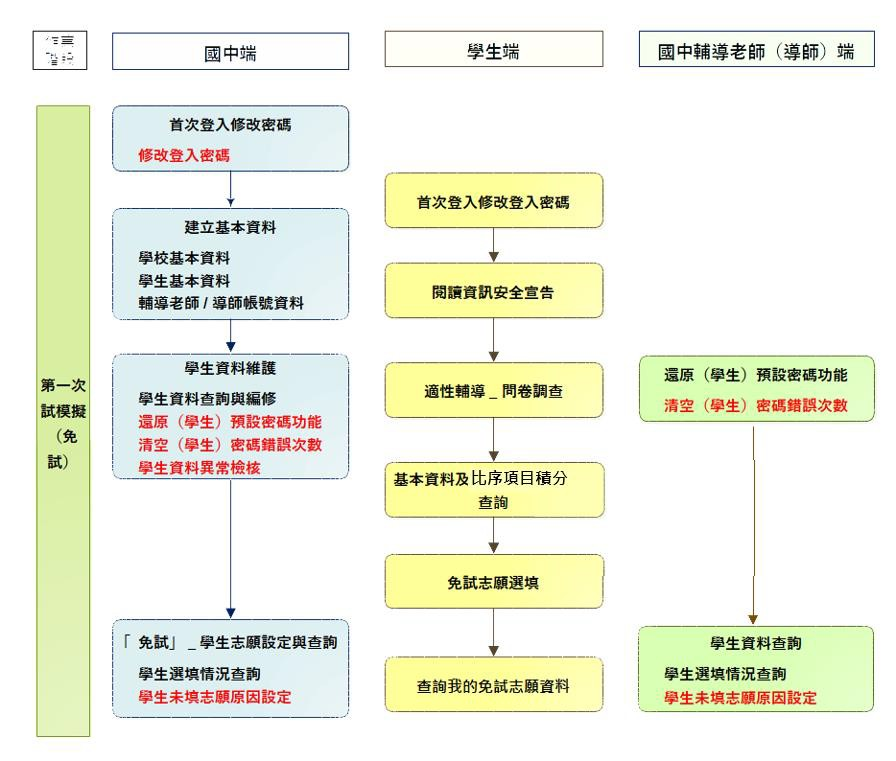 國中端
學生端
國中輔導老師（導師）端
第一次
試模擬
（免
試）
首次登入修改密碼
修改登入密碼
建立基本資料
學校基本資料
學生基本資料
輔導老師 / 導師帳號資料
學生資料維護
學生資料查詢與編修
還原（學生）預設密碼功能
清空（學生）密碼錯誤次數
學生資料異常檢核
「 免試」_ 學生志願設定與查詢
學生選填情況查詢
學生未填志願原因設定
首次登入修改登入密碼
閱讀資訊安全宣告
適性輔導 _ 問卷調查
基本資料及比序項目積分
查詢
免試志願選填
查詢我的免試志願資料
還原（學生）預設密碼功能
清空（學生）密碼錯誤次數
學生資料查詢
學生選填情況查詢
學生未填志願原因設定